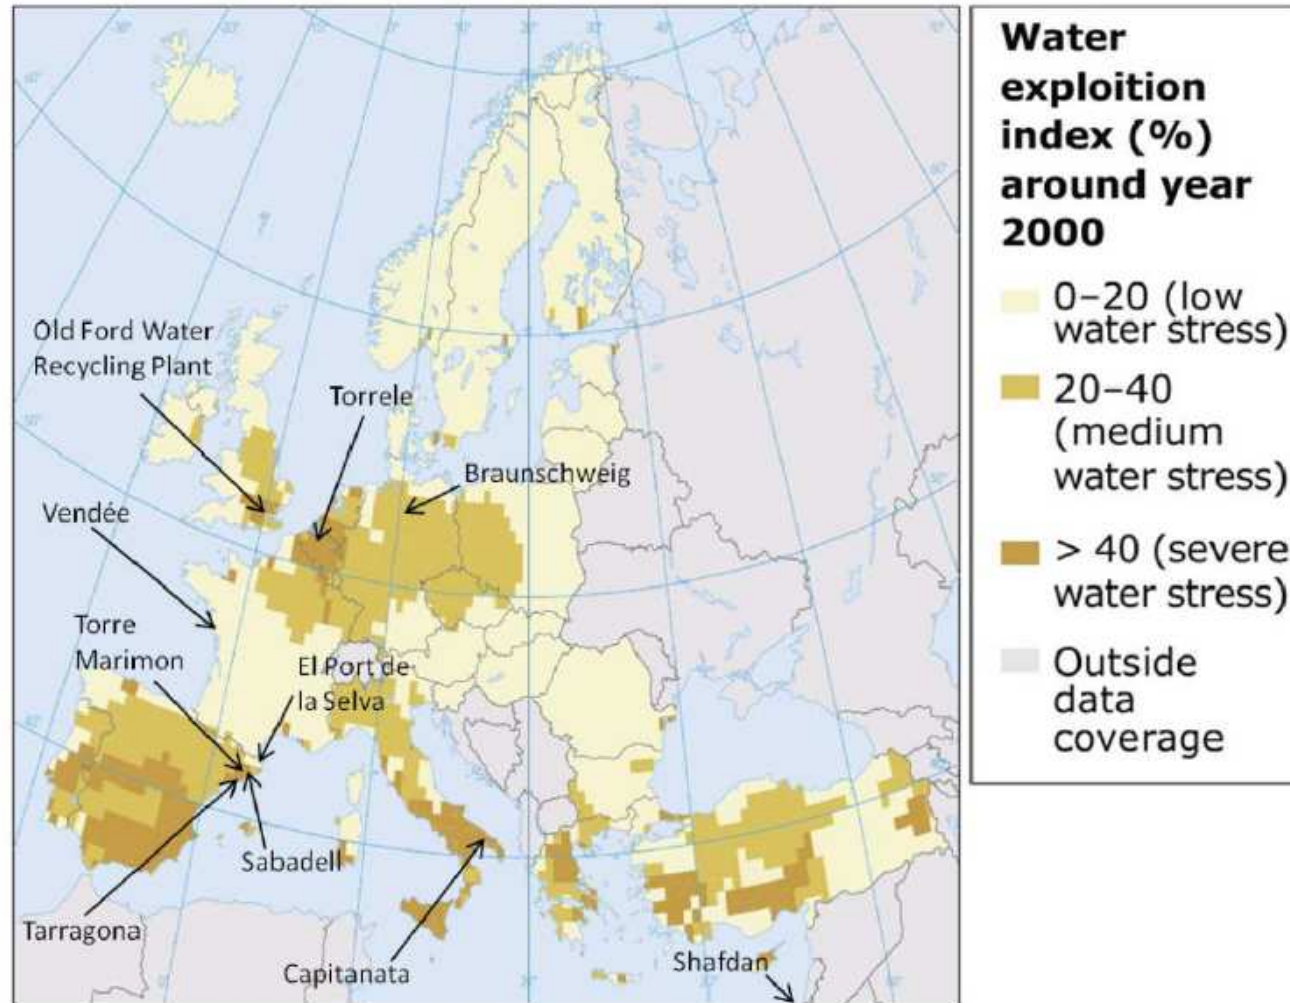 Old Ford Water
Recycling Plant
Torrele
Braunschweig
Vendée
Torre
Marimon
El Port de
la Selva
Sabadell
Tarragona
Capitanata
Shafdan
Water
exploition
index (%)
around year
2000
0–20 (low
water stress)
20–40
(medium
water stress)
> 40 (severe
water stress)
Outside
data
coverage